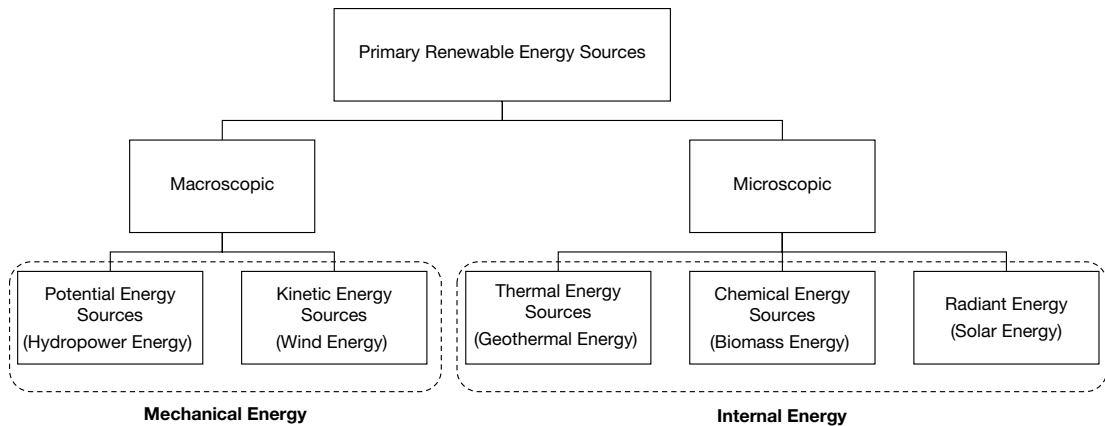 Primary Renewable Energy Sources
Macroscopic
Microscopic
Potential Energy
Sources
(Hydropower Energy)
Kinetic Energy
Sources
(Wind Energy)
Thermal Energy
Sources
(Geothermal Energy)
Chemical Energy
Sources
(Biomass Energy)
Radiant Energy
(Solar Energy)
Mechanical Energy
Internal Energy